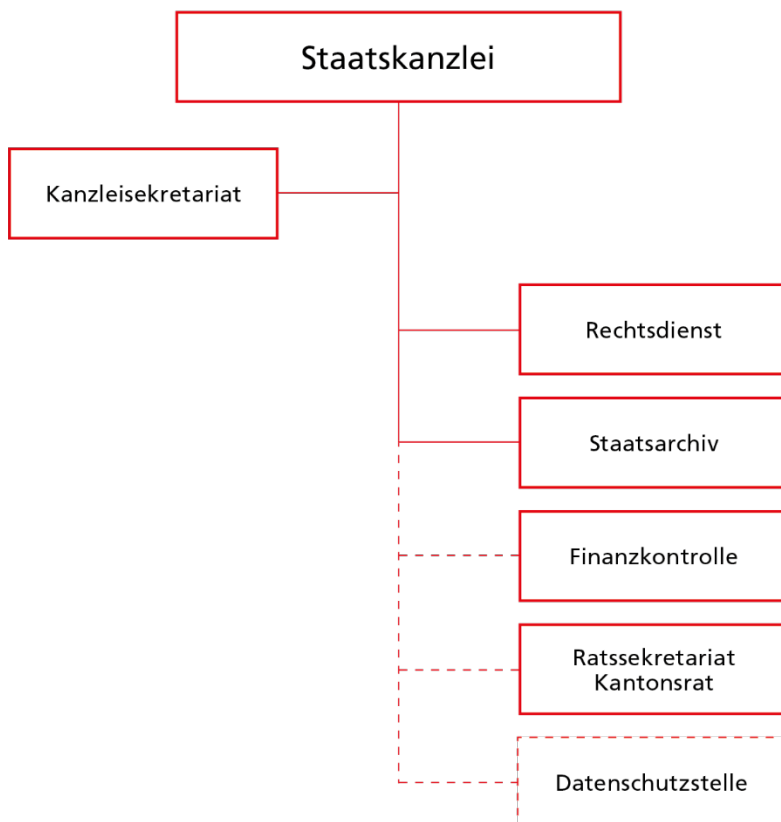 Staatskanzlei
Kanzleisekretariat
Rechtsdienst
Staatsarchiv
Finanzkontrolle
Ratssekretariat
Kantonsrat
Datenschutzstelle